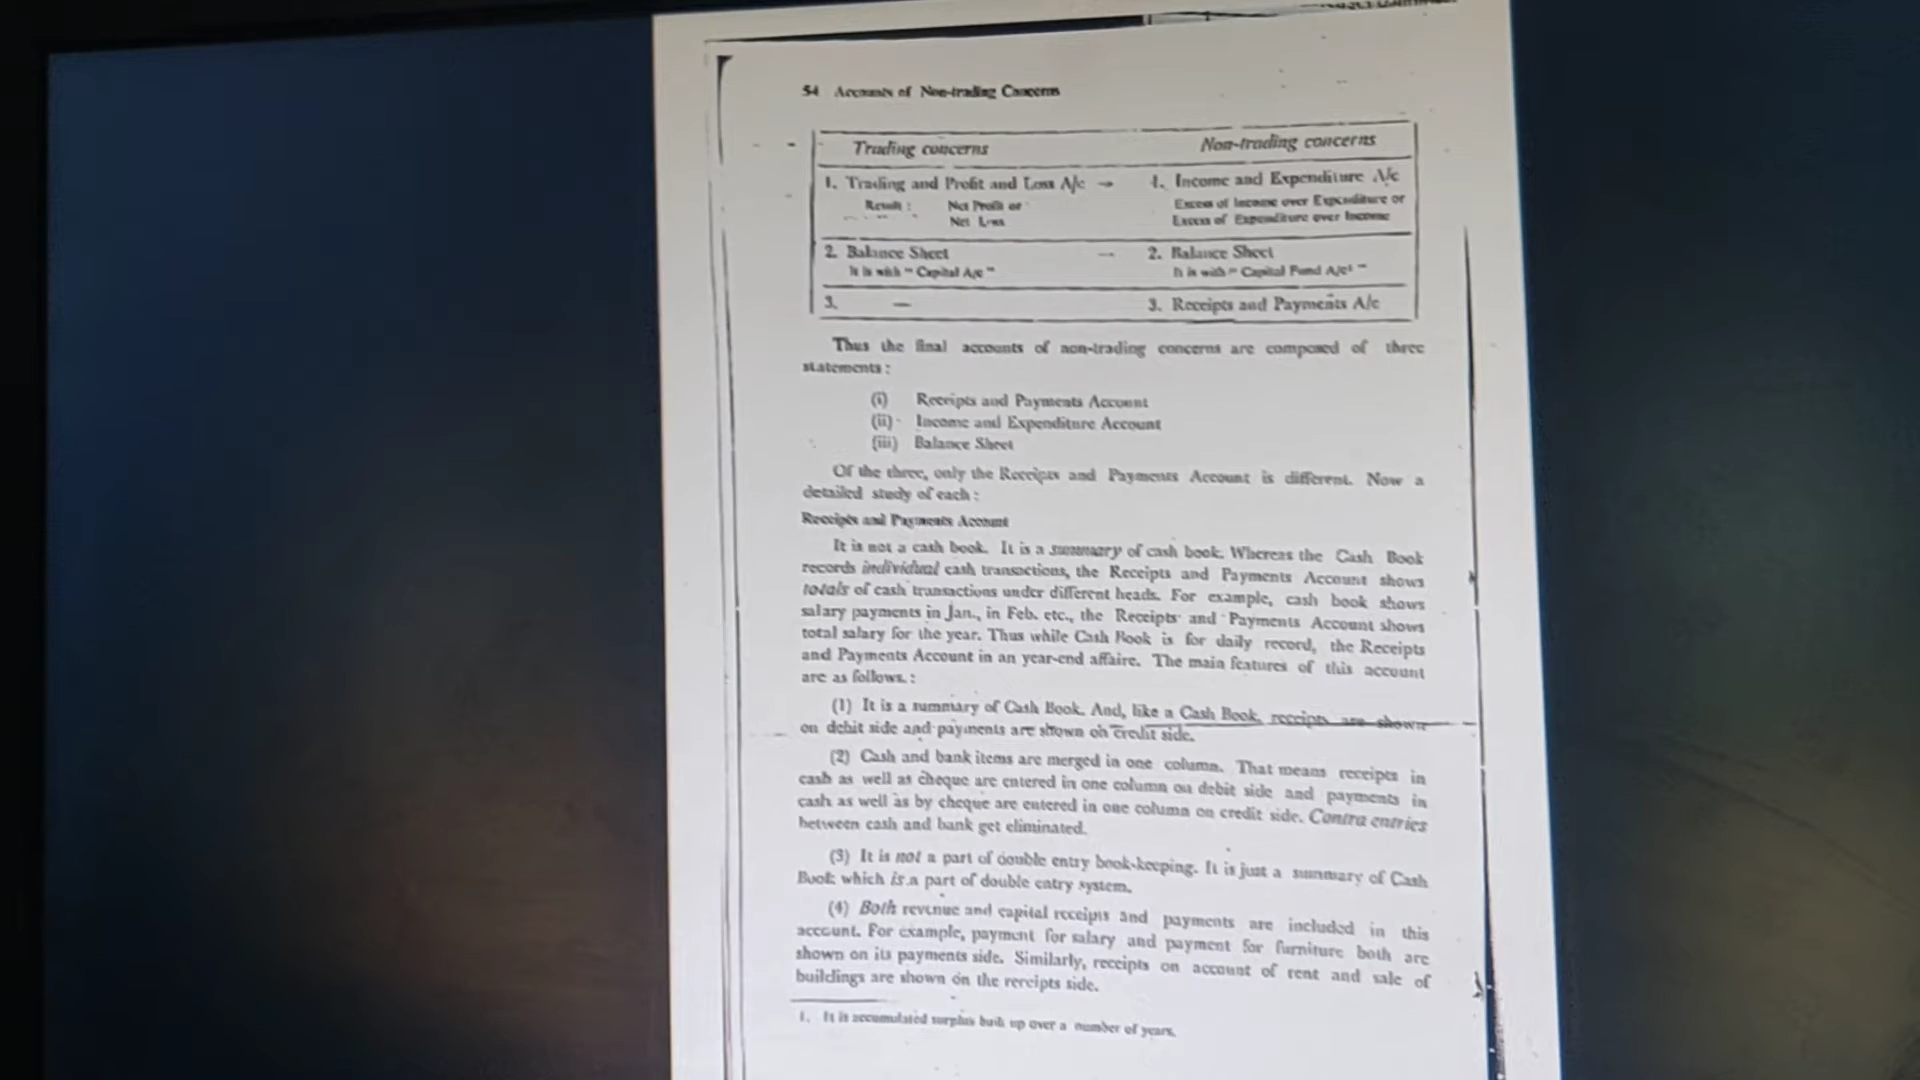 54 Accounts of Non-trading Concerns
Trading concerns Non-trading concerns
1. Trading and Profit and Loss A/c → 1. Income and Expenditure A/c
Result : Net Profit or Excess of Income over Expenditure or
Net Loss Excess of Expenditure over Income
2. Balance Sheet — 2. Balance Sheet
It is with " Capital A/c " It is with " Capital Fund A/c¹ "
3. — 3. Receipts and Payments A/c
Thus the final accounts of non-trading concerns are composed of three
statements :
(i) Receipts and Payments Account
(ii) Income and Expenditure Account
(iii) Balance Sheet
Of the three, only the Receipts and Payments Account is different. Now a
detailed study of each :
Receipts and Payments Account
It is not a cash book. It is a summary of cash book. Whereas the Cash Book
records individual cash transactions, the Receipts and Payments Account shows
totals of cash transactions under different heads. For example, cash book shows
salary payments in Jan., in Feb. etc., the Receipts and Payments Account shows
total salary for the year. Thus while Cash Book is for daily record, the Receipts
and Payments Account in an year-end affaire. The main features of this account
are as follows. :
(1) It is a summary of Cash Book. And, like a Cash Book, receipts are shown
on debit side and payments are shown on credit side.
(2) Cash and bank items are merged in one column. That means receipts in
cash as well as cheque are entered in one column on debit side and payments in
cash as well as by cheque are entered in one column on credit side. Contra entries
between cash and bank get eliminated.
(3) It is not a part of double entry book-keeping. It is just a summary of Cash
Book which is a part of double entry system.
(4) Both revenue and capital receipts and payments are included in this
account. For example, payment for salary and payment for furniture both are
shown on its payments side. Similarly, receipts on account of rent and sale of
buildings are shown on the receipts side.
1. It is accumulated surplus built up over a number of years.